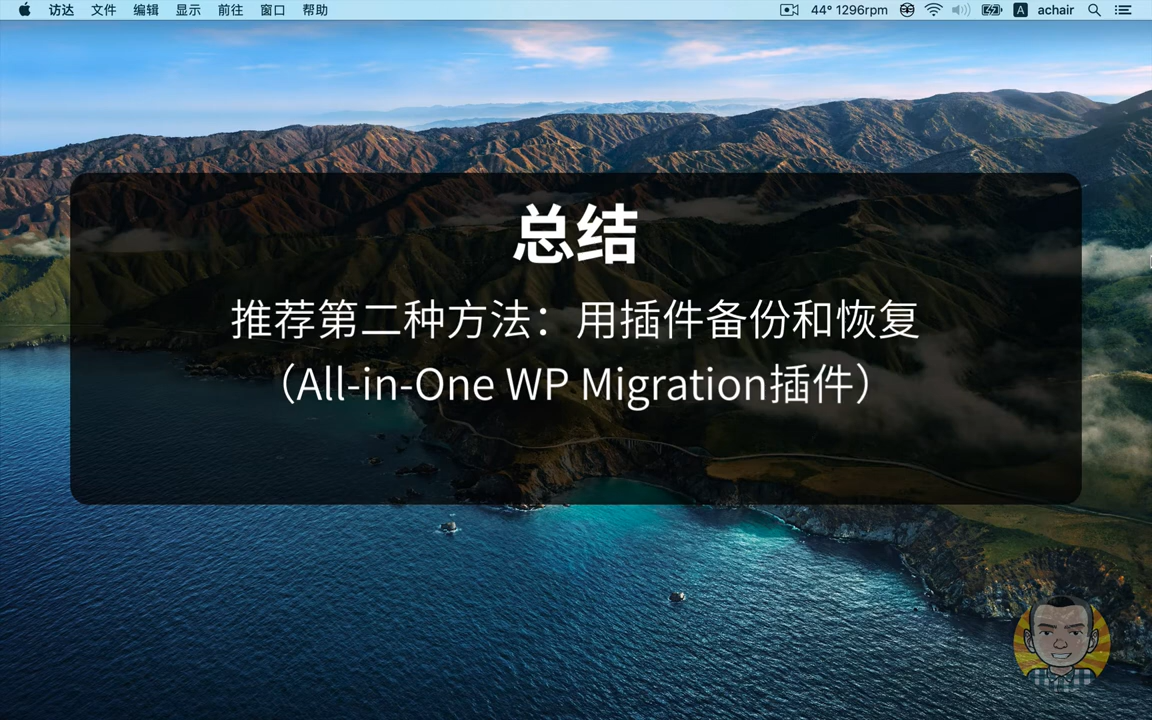 访达 文件 编辑 显示 前往 窗口 帮助 44° 1296rpm A achair
总结
推荐第二种方法：用插件备份和恢复
（All-in-One WP Migration插件）